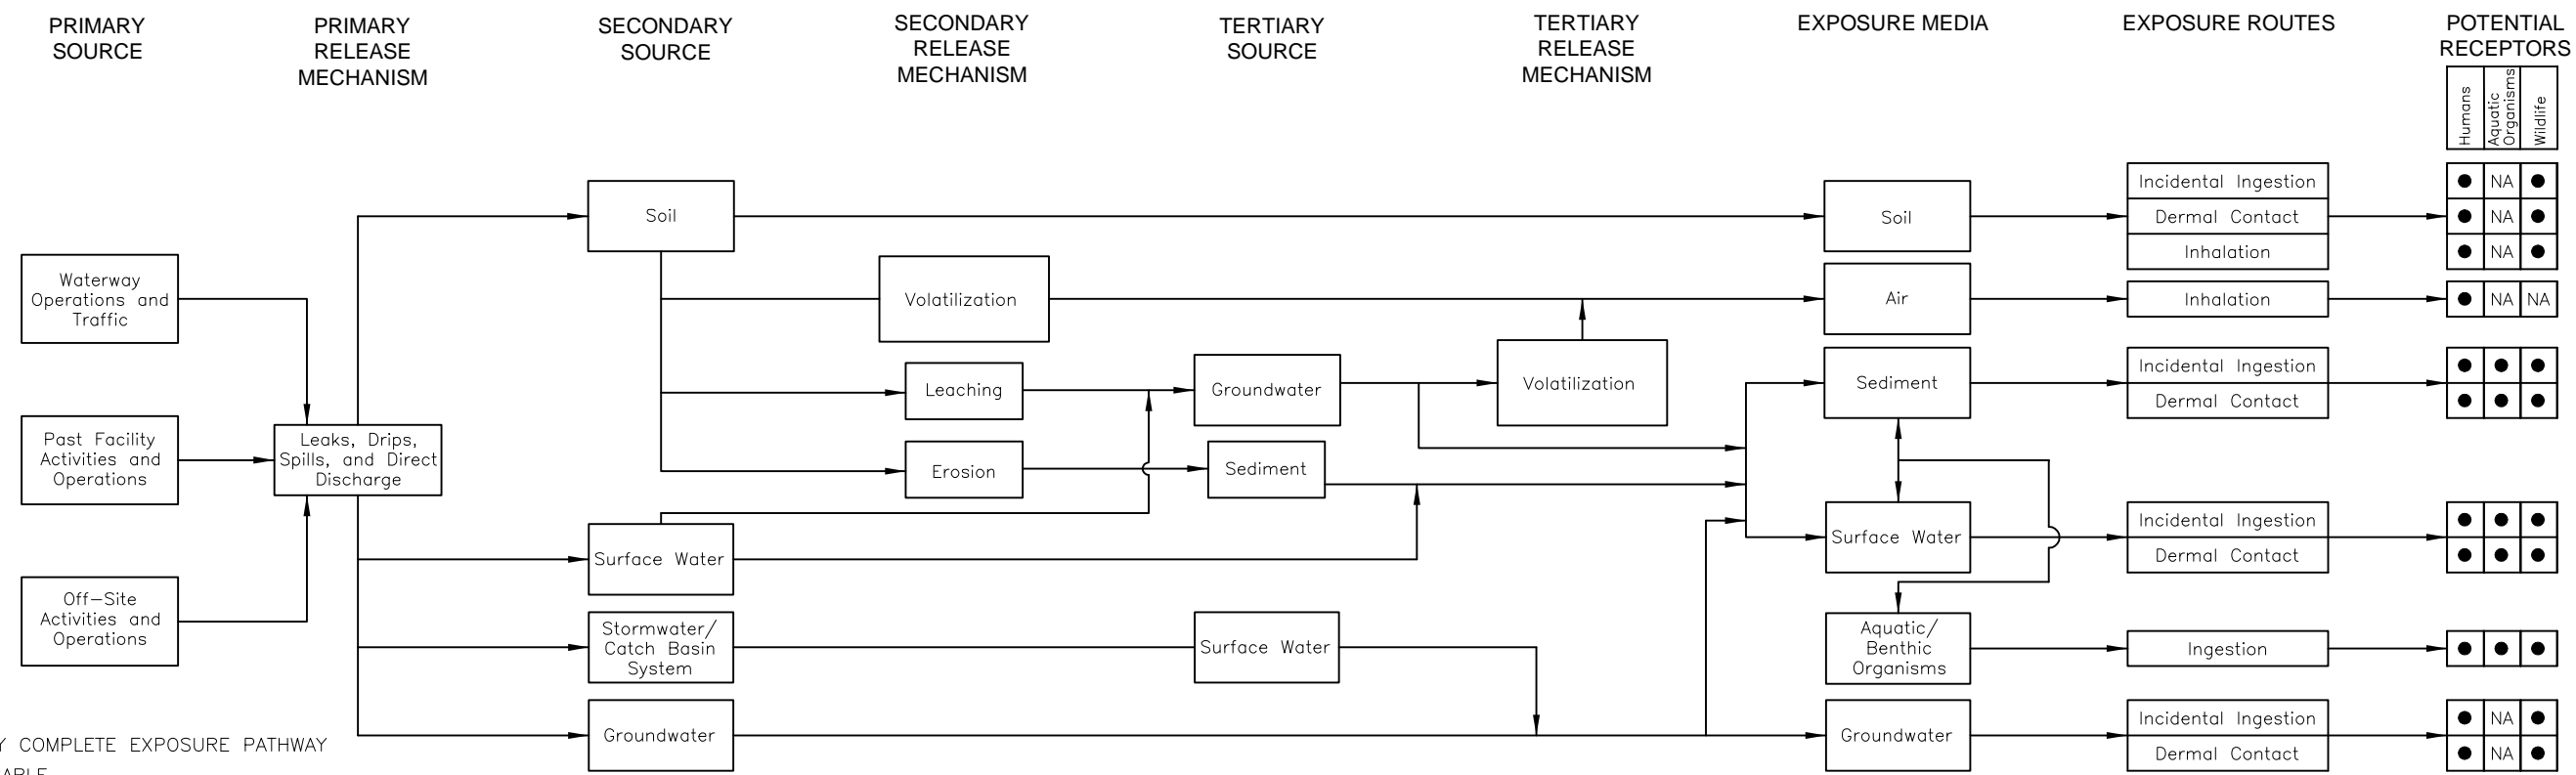 PRIMARY
SOURCE
PRIMARY
RELEASE
MECHANISM
SECONDARY
SOURCE
SECONDARY
RELEASE
MECHANISM
TERTIARY
SOURCE
TERTIARY
RELEASE
MECHANISM
EXPOSURE MEDIA
EXPOSURE ROUTES
POTENTIAL
RECEPTORS
Humans
Aquatic
Organisms
Wildlife
Waterway
Operations and
Traffic
Past Facility
Activities and
Operations
Off-Site
Activities and
Operations
Leaks, Drips,
Spills, and Direct
Discharge
Soil
Surface Water
Stormwater/
Catch Basin
System
Groundwater
Volatilization
Leaching
Erosion
Groundwater
Sediment
Surface Water
Volatilization
Soil
Incidental Ingestion
● NA ●
Dermal Contact
● NA ●
Inhalation
● NA ●
Air
Inhalation
● NA NA
Sediment
Incidental Ingestion
● ● ●
Dermal Contact
● ● ●
Surface Water
Incidental Ingestion
● ● ●
Dermal Contact
● ● ●
Aquatic/
Benthic
Organisms
Ingestion
● ● ●
Groundwater
Incidental Ingestion
● NA ●
Dermal Contact
● NA ●
COMPLETE EXPOSURE PATHWAY